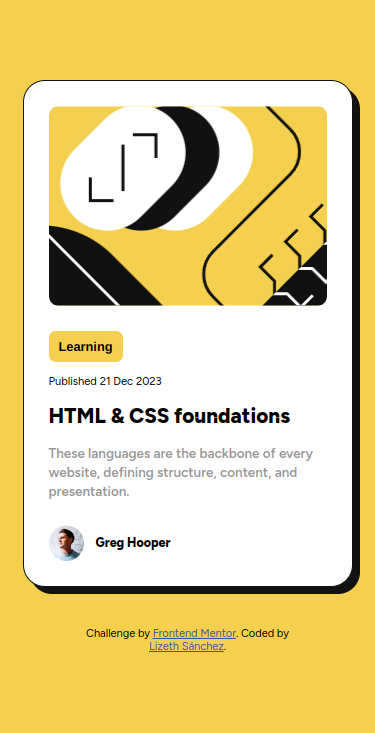 Learning
Published 21 Dec 2023
HTML & CSS foundations
These languages are the backbone of every
website, defining structure, content, and
presentation.
Greg Hooper
Challenge by Frontend Mentor. Coded by
Lizeth Sánchez.